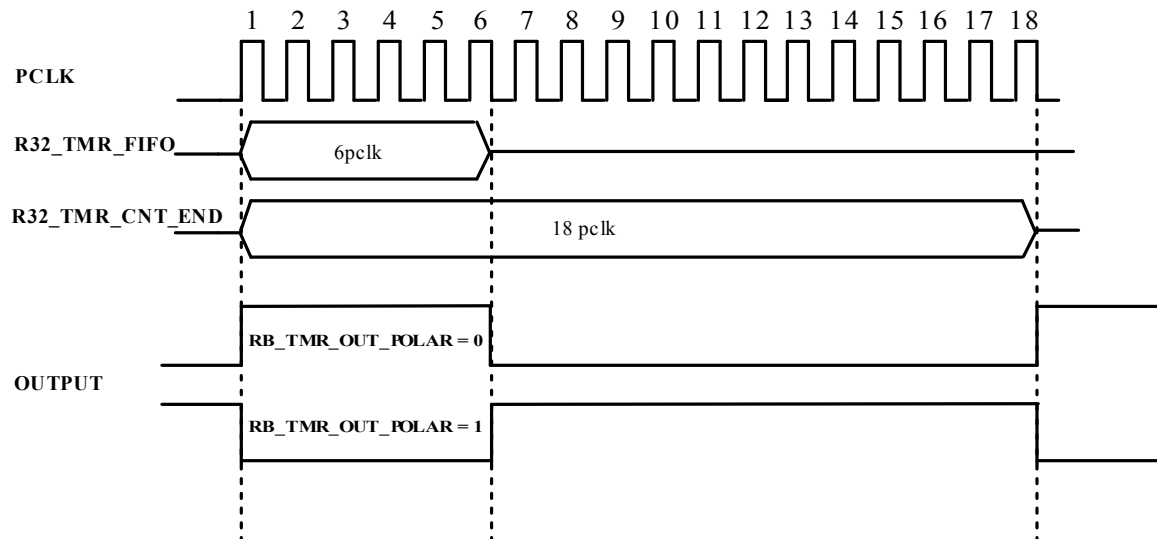 1 2 3 4 5 6 7 8 9 10 11 12 13 14 15 16 17 18
PCLK
R32_TMR_FIFO
6pclk
R32_TMR_CNT_END
18 pclk
RB_TMR_OUT_POLAR = 0
OUTPUT
RB_TMR_OUT_POLAR = 1